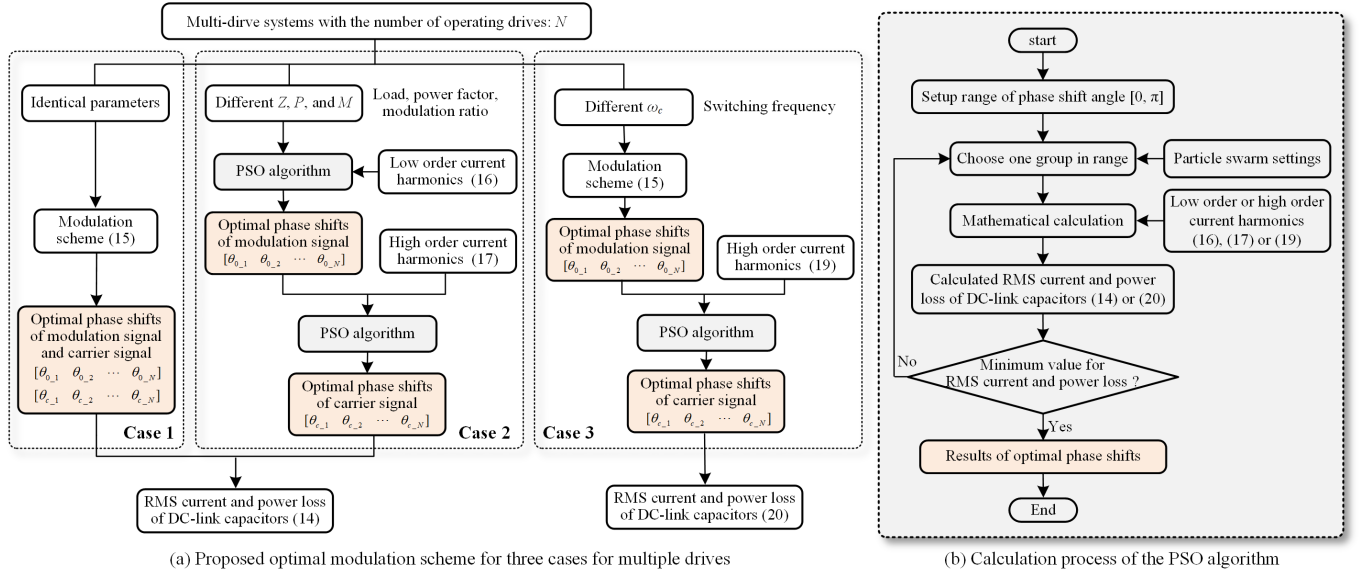 Multi-dirve systems with the number of operating drives: N
Identical parameters
Modulation
scheme (15)
Optimal phase shifts
of modulation signal
and carrier signal
[θ0_1 θ0_2 ⋯ θ0_N]
[θc_1 θc_2 ⋯ θc_N]
Case 1
Different Z, P, and M
Load, power factor,
modulation ratio
PSO algorithm
Low order current
harmonics (16)
Optimal phase shifts
of modulation signal
[θ0_1 θ0_2 ⋯ θ0_N]
High order current
harmonics (17)
PSO algorithm
Optimal phase shifts
of carrier signal
[θc_1 θc_2 ⋯ θc_N]
Case 2
Different ωc
Switching frequency
Modulation
scheme (15)
Optimal phase shifts
of modulation signal
[θ0_1 θ0_2 ⋯ θ0_N]
High order current
harmonics (19)
PSO algorithm
Optimal phase shifts
of carrier signal
[θc_1 θc_2 ⋯ θc_N]
Case 3
RMS current and power loss
of DC-link capacitors (14)
RMS current and power loss
of DC-link capacitors (20)
(a) Proposed optimal modulation scheme for three cases for multiple drives
start
Setup range of phase shift angle [0, π]
Choose one group in range
Particle swarm settings
Mathematical calculation
Low order or high order
current harmonics
(16), (17) or (19)
Calculated RMS current and power
loss of DC-link capacitors (14) or (20)
No
Minimum value for
RMS current and power loss ?
Yes
Results of optimal phase shifts
End
(b) Calculation process of the PSO algorithm